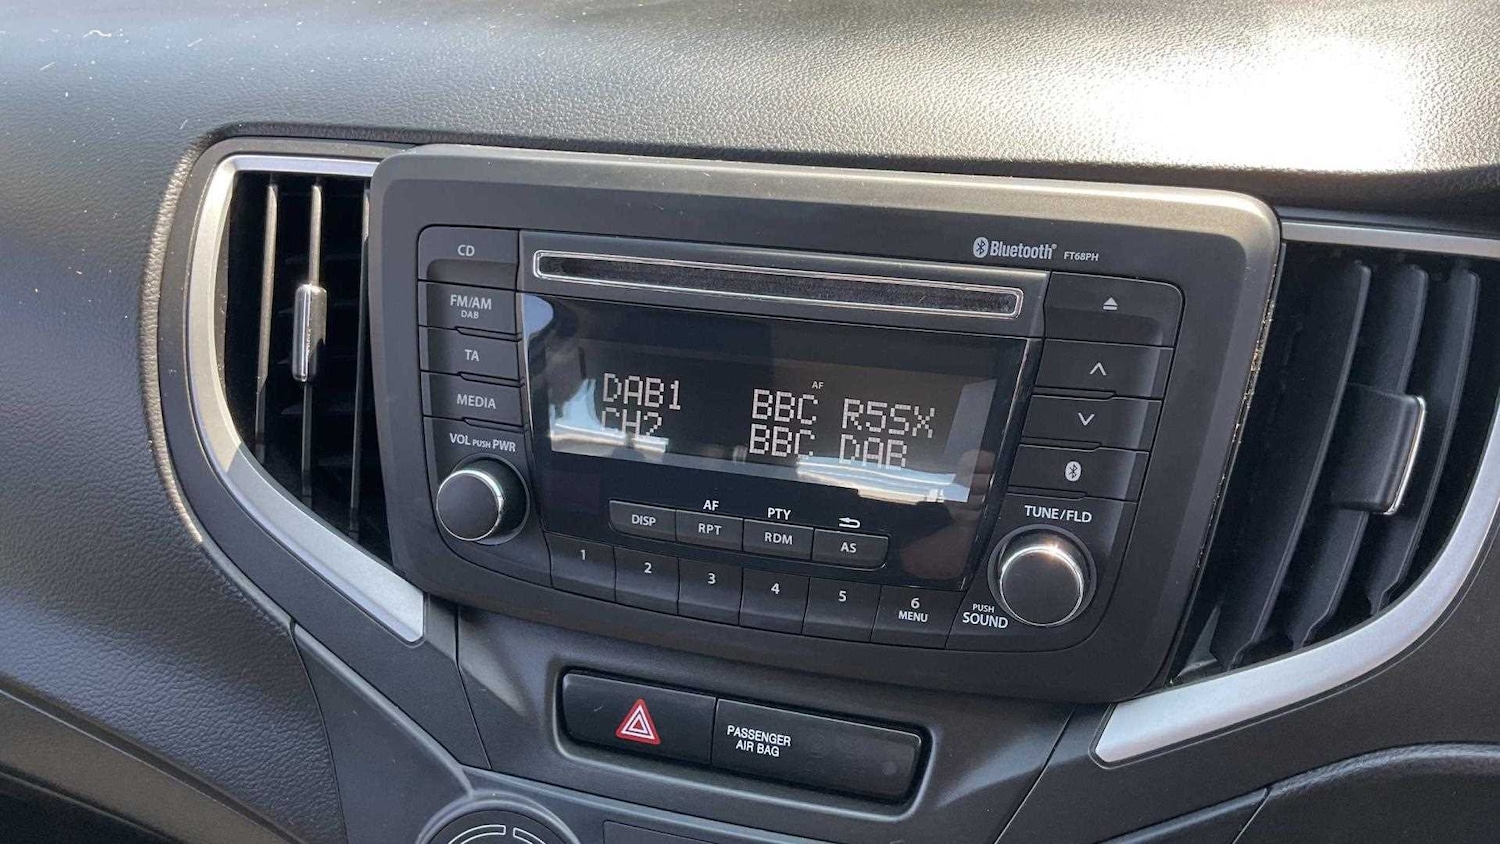 Bluetooth® FT68PH
CD
FM/AM
DAB
TA
MEDIA
VOL PUSH PWR
AF
DAB1 BBC R5SX
CH2 BBC DAB
TUNE/FLD
AF PTY
DISP RPT RDM AS
1 2 3 4 5 6
MENU
PUSH
SOUND
PASSENGER
AIR BAG